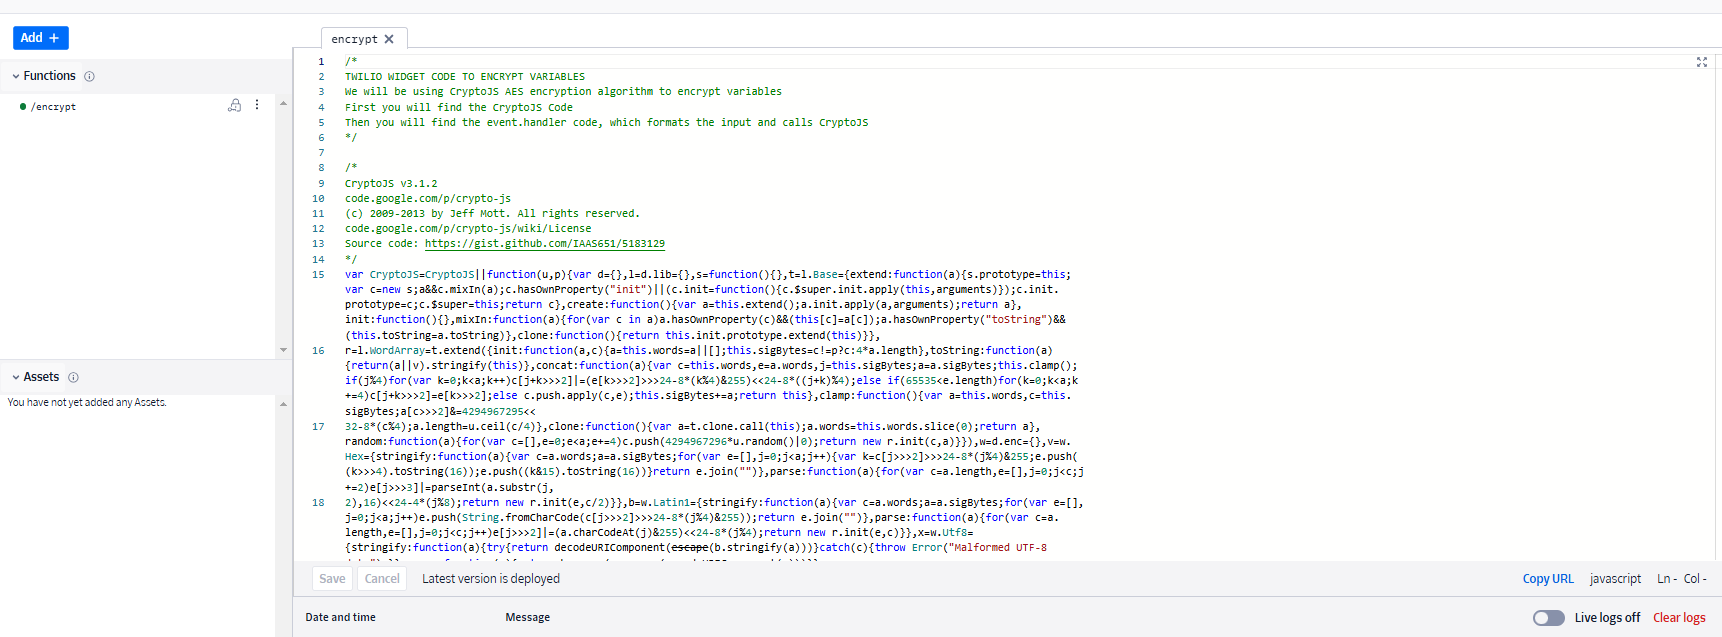 Add +
Functions
/encrypt
Assets
You have not yet added any Assets.
encrypt
1 /*
2 TWILIO WIDGET CODE TO ENCRYPT VARIABLES
3 We will be using CryptoJS AES encryption algorithm to encrypt variables
4 First you will find the CryptoJS Code
5 Then you will find the event.handler code, which formats the input and calls CryptoJS
6 */
7
8 /*
9 CryptoJS v3.1.2
10 code.google.com/p/crypto-js
11 (c) 2009-2013 by Jeff Mott. All rights reserved.
12 code.google.com/p/crypto-js/wiki/License
13 Source code: https://gist.github.com/IAAS651/5183129
14 */
15 var CryptoJS=CryptoJS||function(u,p){var d={},l=d.lib={},s=function(){},t=l.Base={extend:function(a){s.prototype=this;
var c=new s;a&&c.mixIn(a);c.hasOwnProperty("init")||(c.init=function(){c.$super.init.apply(this,arguments)});c.init.
prototype=c;c.$super=this;return c},create:function(){var a=this.extend();a.init.apply(a,arguments);return a},
init:function(){},mixIn:function(a){for(var c in a)a.hasOwnProperty(c)&&(this[c]=a[c]);a.hasOwnProperty("toString")&&
(this.toString=a.toString)},clone:function(){return this.init.prototype.extend(this)}},
16 r=l.WordArray=t.extend({init:function(a,c){a=this.words=a||[];this.sigBytes=c!=p?c:4*a.length},toString:function(a)
{return(a||v).stringify(this)},concat:function(a){var c=this.words,e=a.words,j=this.sigBytes;a=a.sigBytes;this.clamp();
if(j%4)for(var k=0;k<a;k++)c[j+k>>>2]|=(e[k>>>2]>>>24-8*(k%4)&255)<<24-8*((j+k)%4);else if(65535<e.length)for(k=0;k<a;k
+=4)c[j+k>>>2]=e[k>>>2];else c.push.apply(c,e);this.sigBytes+=a;return this},clamp:function(){var a=this.words,c=this.
sigBytes;a[c>>>2]&=4294967295<<
17 32-8*(c%4);a.length=u.ceil(c/4)},clone:function(){var a=t.clone.call(this);a.words=this.words.slice(0);return a},
random:function(a){for(var c=[],e=0;e<a;e+=4)c.push(4294967296*u.random()|0);return new r.init(c,a)}}),w=d.enc={},v=w.
Hex={stringify:function(a){var c=a.words;a=a.sigBytes;for(var e=[],j=0;j<a;j++){var k=c[j>>>2]>>>24-8*(j%4)&255;e.push(
(k>>>4).toString(16));e.push((k&15).toString(16))}return e.join("")},parse:function(a){for(var c=a.length,e=[],j=0;j<c;j
+=2)e[j>>>3]|=parseInt(a.substr(j,
18 2),16)<<24-4*(j%8);return new r.init(e,c/2)}},b=w.Latin1={stringify:function(a){var c=a.words;a=a.sigBytes;for(var e=[],
j=0;j<a;j++)e.push(String.fromCharCode(c[j>>>2]>>>24-8*(j%4)&255));return e.join("")},parse:function(a){for(var c=a.
length,e=[],j=0;j<c;j++)e[j>>>2]|=(a.charCodeAt(j)&255)<<24-8*(j%4);return new r.init(e,c)}},x=w.Utf8=
{stringify:function(a){try{return decodeURIComponent(escape(b.stringify(a)))}catch(c){throw Error("Malformed UTF-8
Save Cancel Latest version is deployed Copy URL javascript Ln - Col -
Date and time Message Live logs off Clear logs